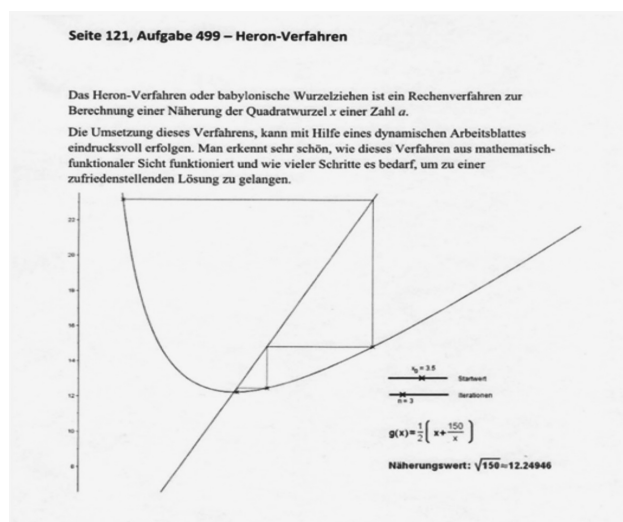 Seite 121, Aufgabe 499 – Heron-Verfahren
Das Heron-Verfahren oder babylonische Wurzelziehen ist ein Rechenverfahren zur
Berechnung einer Näherung der Quadratwurzel x einer Zahl a.
Die Umsetzung dieses Verfahrens, kann mit Hilfe eines dynamischen Arbeitsblattes
eindrucksvoll erfolgen. Man erkennt sehr schön, wie dieses Verfahren aus mathematisch-
funktionaler Sicht funktioniert und wie vieler Schritte es bedarf, um zu einer
zufriedenstellenden Lösung zu gelangen.
22
20
18
16
14
12
10
8
x₀ = 3.5
Startwert
Iterationen
n = 3
g(x)=1/2(x+150/x)
Näherungswert: √150≈12.24946